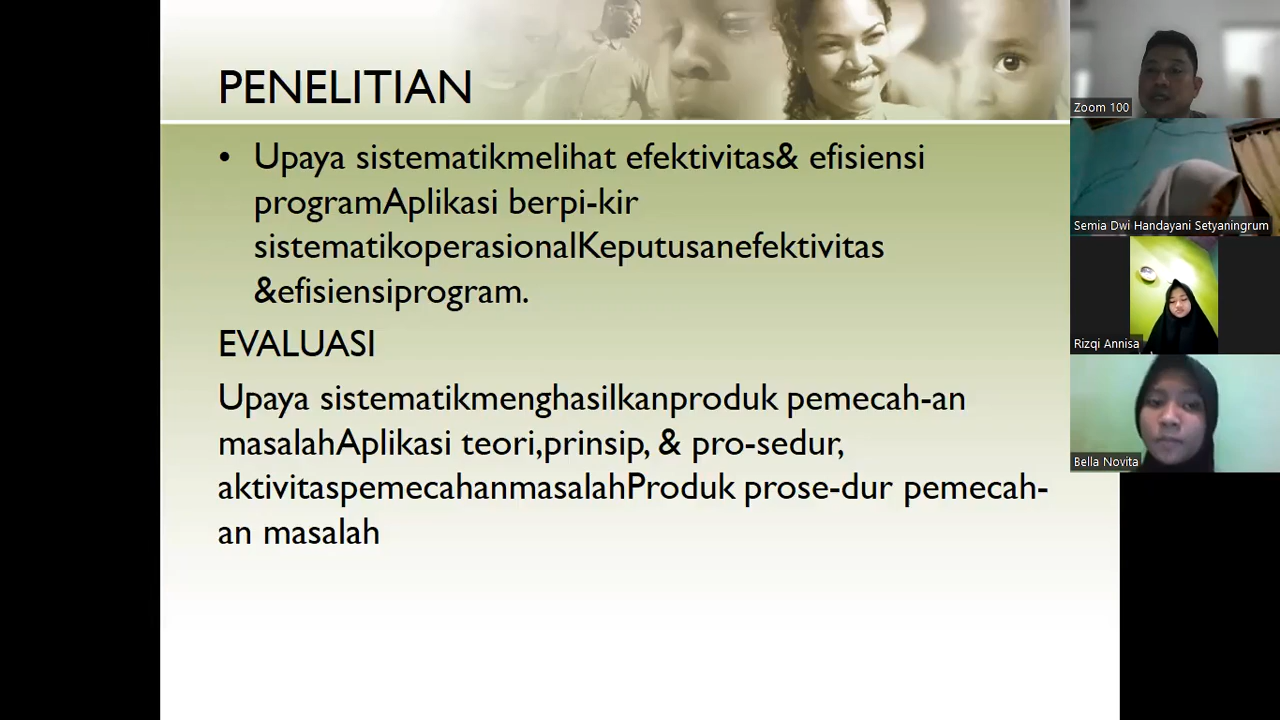 PENELITIAN
• Upaya sistematikmelihat efektivitas& efisiensi
programAplikasi berpi-kir
sistematikoperasionalKeputusanefektivitas
&efisiensiprogram.
EVALUASI
Upaya sistematikmenghasilkanproduk pemecah-an
masalahAplikasi teori,prinsip, & pro-sedur,
aktivitaspemecahanmasalahProduk prose-dur pemecah-
an masalah
Zoom 100
Semia Dwi Handayani Setyaningrum
Rizqi Annisa
Bella Novita